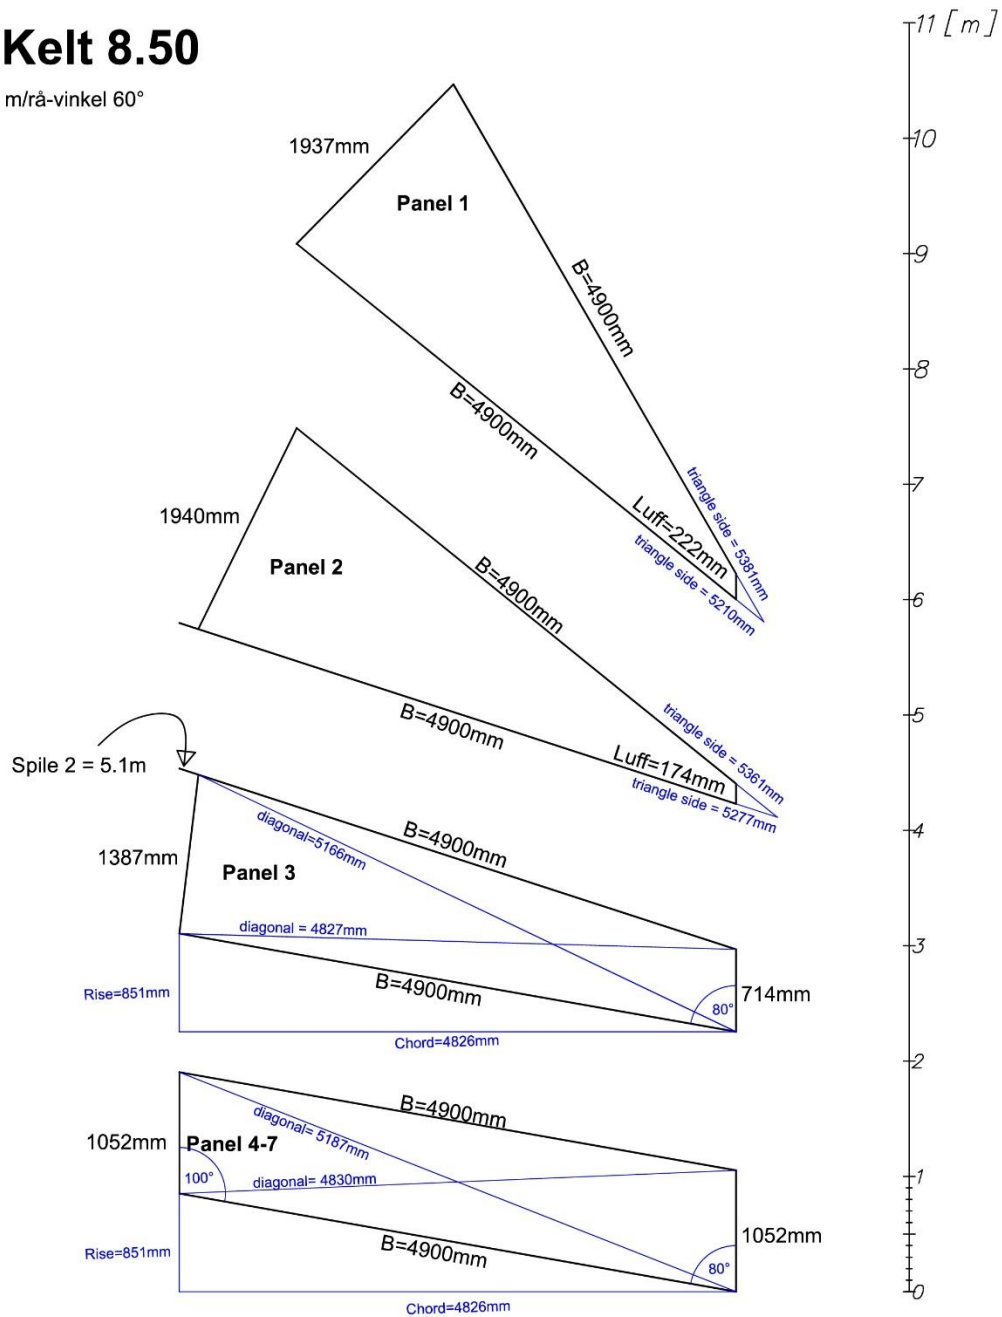 Kelt 8.50
m/rå-vinkel 60°
11 [m]
1937mm
10
Panel 1
9
B=4900mm
8
B=4900mm
7
Luff=222mm
triangle side = 5381mm
triangle side = 5210mm
6
1940mm
Panel 2
B=4900mm
B=4900mm
5
Luff=174mm
triangle side = 5361mm
triangle side = 5277mm
Spile 2 = 5.1m
4
B=4900mm
diagonal=5166mm
1387mm
Panel 3
diagonal = 4827mm
3
B=4900mm
Rise=851mm
714mm
80°
Chord=4826mm
2
B=4900mm
diagonal= 5187mm
1052mm
Panel 4-7
100°
diagonal= 4830mm
1
B=4900mm
1052mm
Rise=851mm
80°
0
Chord=4826mm